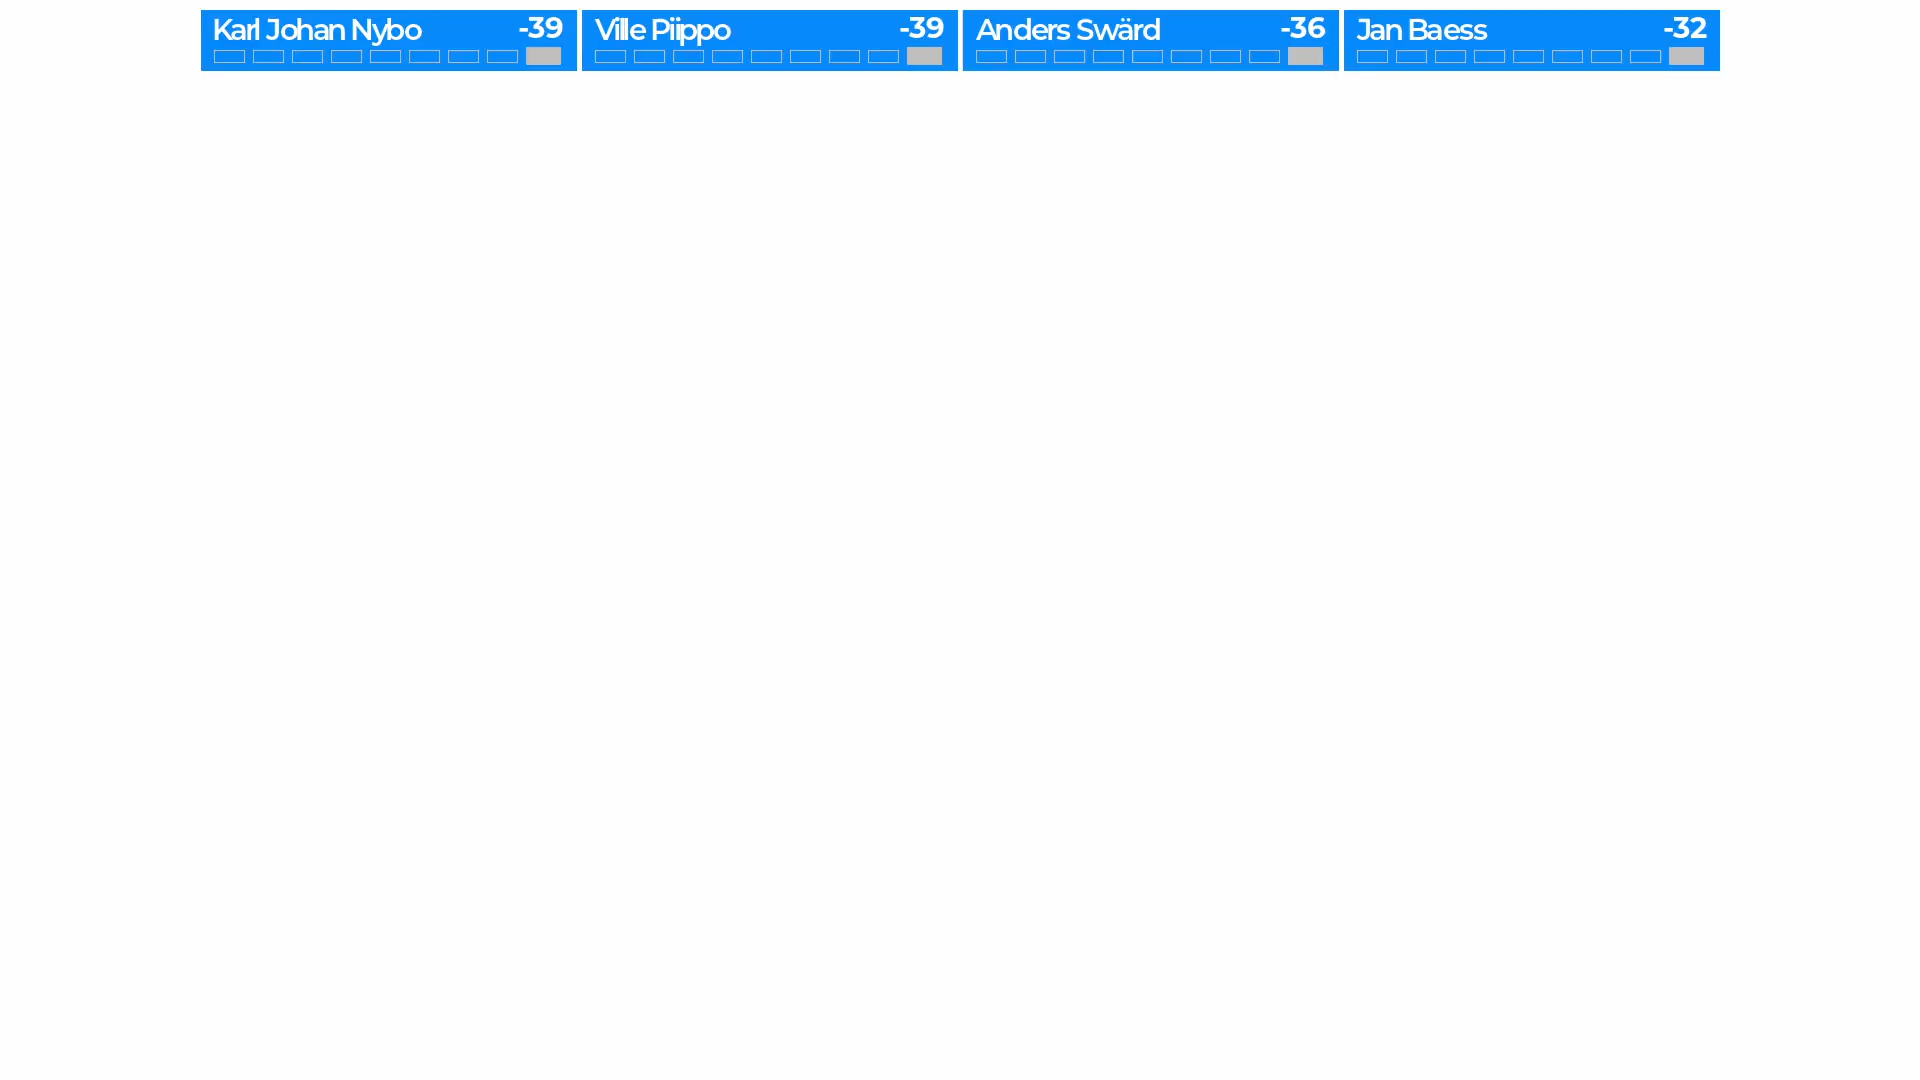 Karl Johan Nybo -39
Ville Piippo -39
Anders Swärd -36
Jan Baess -32